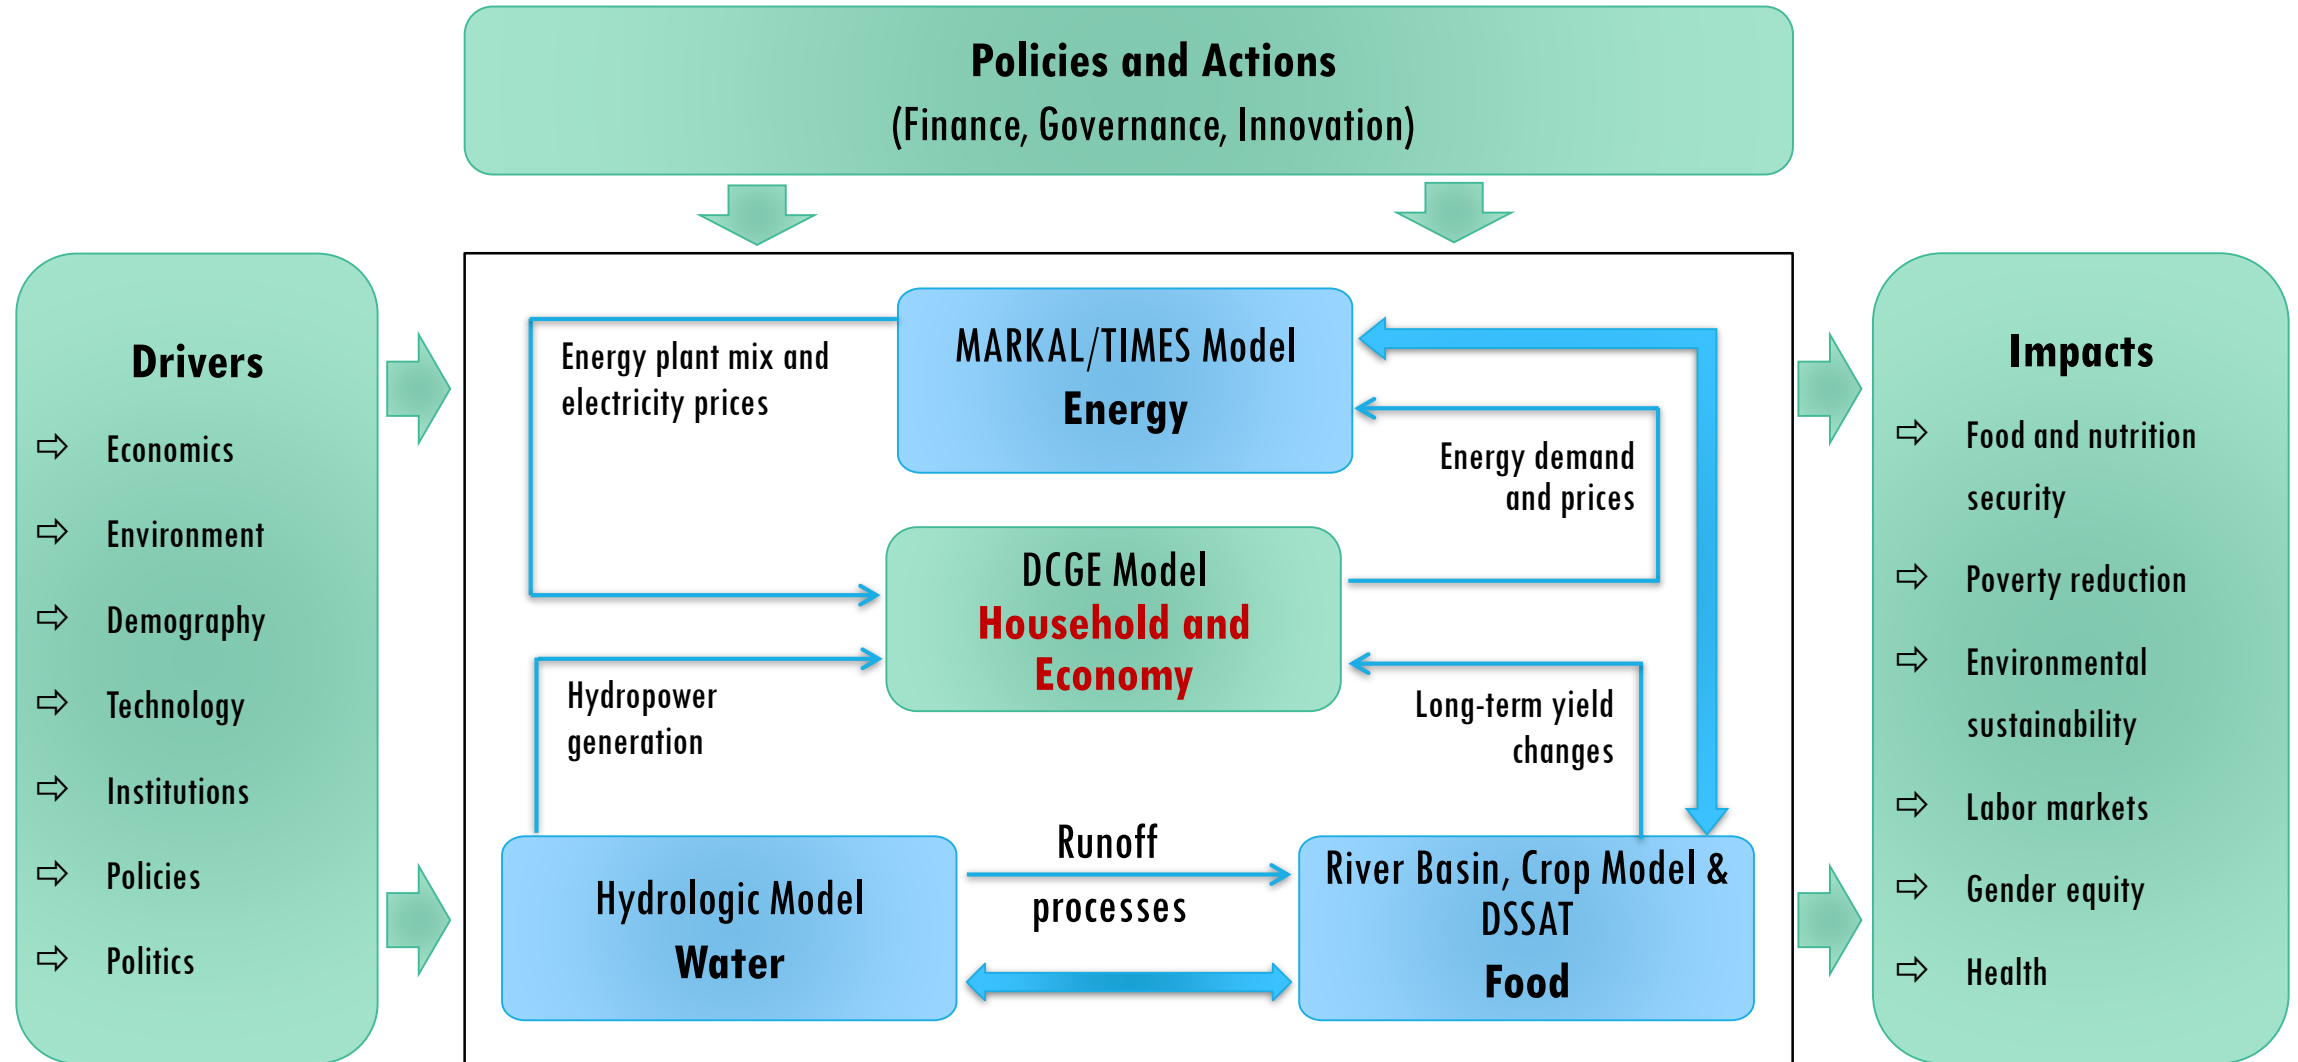 Policies and Actions
(Finance, Governance, Innovation)
Drivers
Economics
Environment
Demography
Technology
Institutions
Policies
Politics
MARKAL/TIMES Model
Energy
Energy plant mix and
electricity prices
Energy demand
and prices
DCGE Model
Household and
Economy
Hydropower
generation
Long-term yield
changes
Hydrologic Model
Water
Runoff
processes
River Basin, Crop Model &
DSSAT
Food
Impacts
Food and nutrition
security
Poverty reduction
Environmental
sustainability
Labor markets
Gender equity
Health